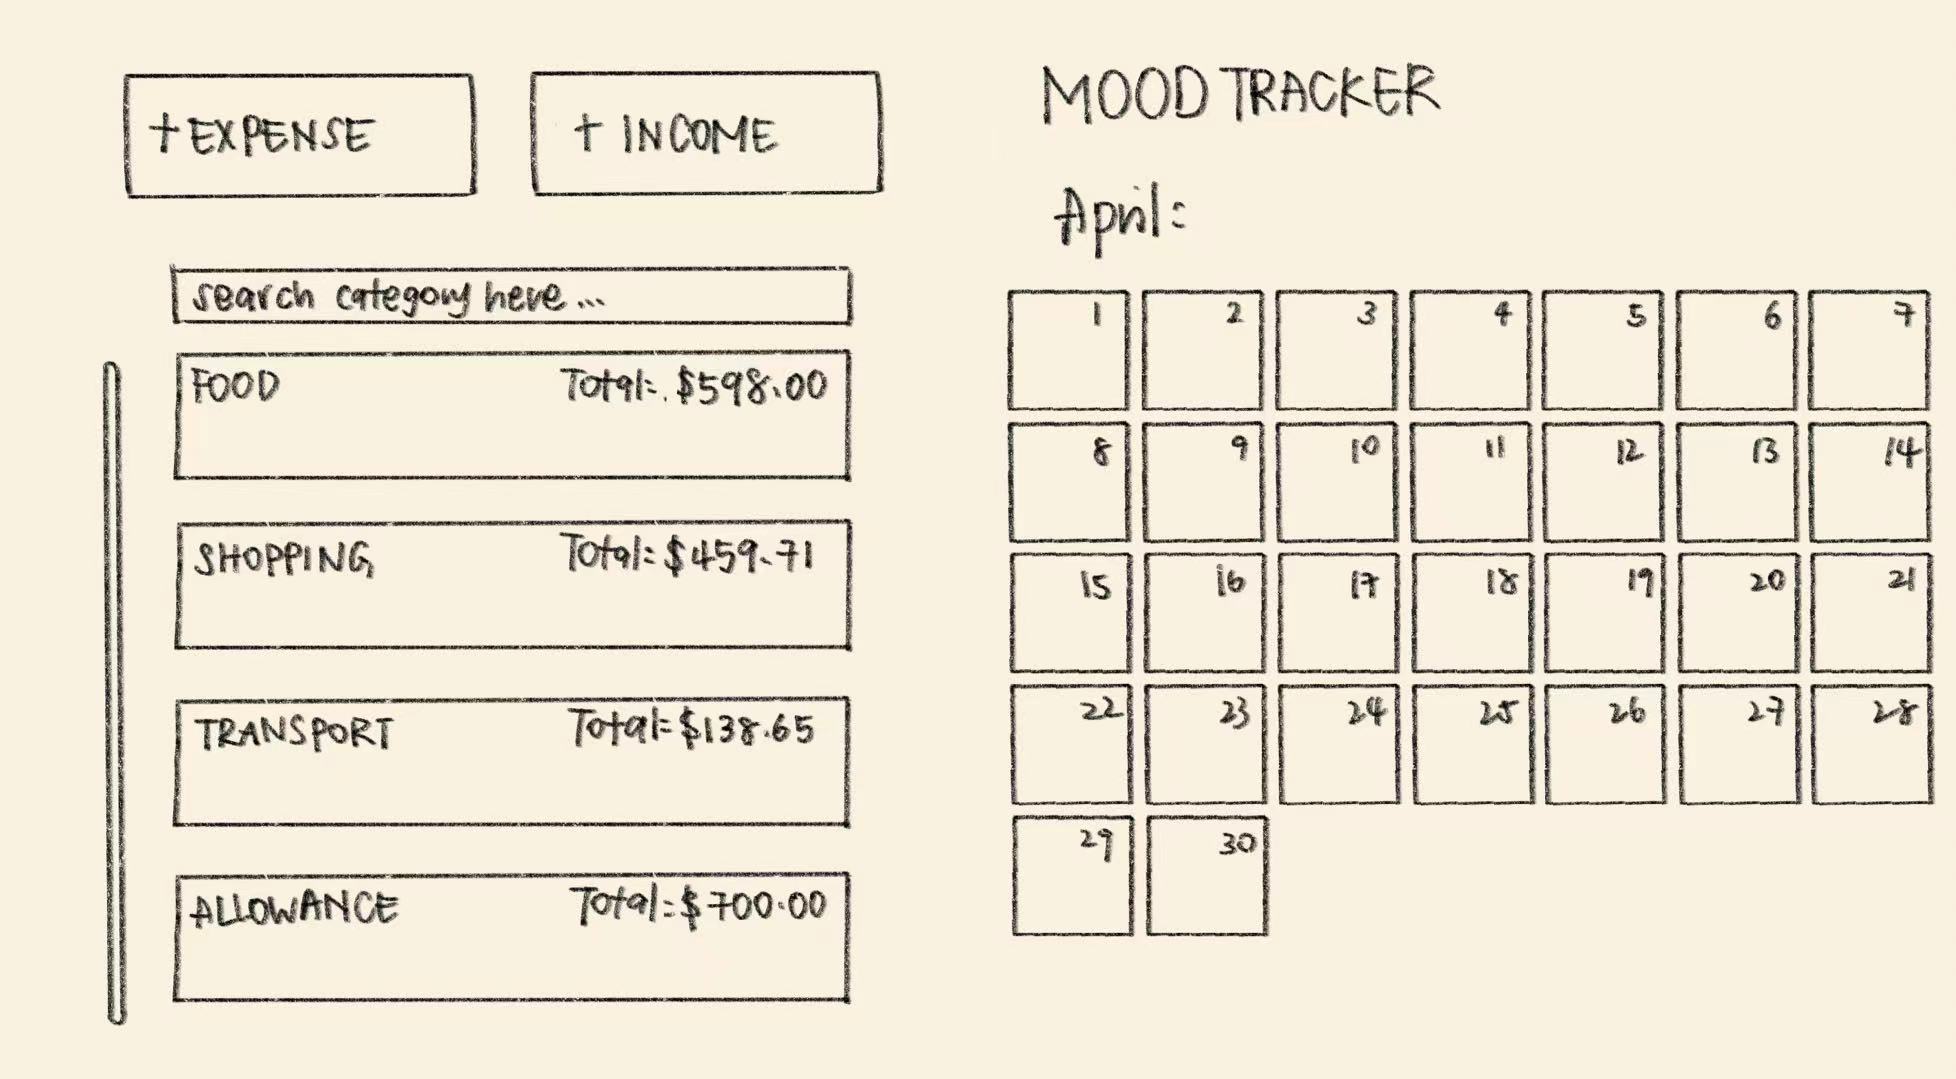 + EXPENSE
+ INCOME
search category here...
FOOD Total: $598.00
SHOPPING Total: $459.71
TRANSPORT Total: $138.65
ALLOWANCE Total: $700.00
MOOD TRACKER
April:
1 2 3 4 5 6 7
8 9 10 11 12 13 14
15 16 17 18 19 20 21
22 23 24 25 26 27 28
29 30